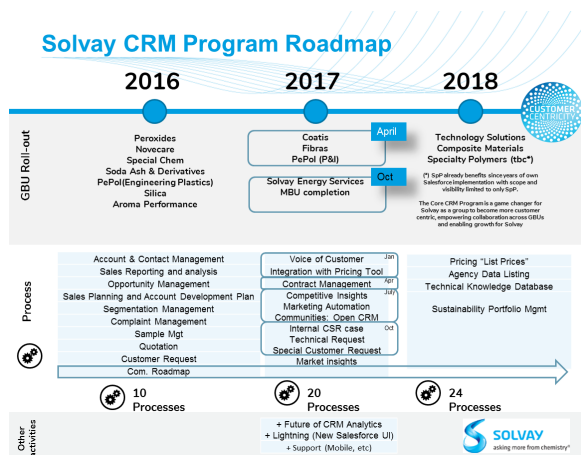 Solvay CRM Program Roadmap
2016
2017
2018
CUSTOMER
CENTRICITY
GBU Roll-out
Peroxides
Novecare
Special Chem
Soda Ash & Derivatives
PePol(Engineering Plastics)
Silica
Aroma Performance
April
Coatis
Fibras
PePol (P&I)
Oct
Solvay Energy Services
MBU completion
Technology Solutions
Composite Materials
Specialty Polymers (tbc*)
(*) SpP already benefits since years of own
Salesforce implementation with scope and
visibility limited to only SpP.
The Core CRM Program is a game changer for
Solvay as a group to become more customer
centric, empowering collaboration across GBUs
and enabling growth for Solvay
Process
Account & Contact Management
Sales Reporting and analysis
Opportunity Management
Sales Planning and Account Development Plan
Segmentation Management
Complaint Management
Sample Mgt
Quotation
Customer Request
Com. Roadmap
Voice of Customer
Jan
Integration with Pricing Tool
Contract Management
Apr
Competitive Insights
July
Marketing Automation
Communities: Open CRM
Internal CSR case
Oct
Technical Request
Special Customer Request
Market insights
Pricing "List Prices"
Agency Data Listing
Technical Knowledge Database
Sustainability Portfolio Mgmt
10
Processes
20
Processes
24
Processes
Other
activities
+ Future of CRM Analytics
+ Lightning (New Salesforce UI)
+ Support (Mobile, etc)
SOLVAY
asking more from chemistry®